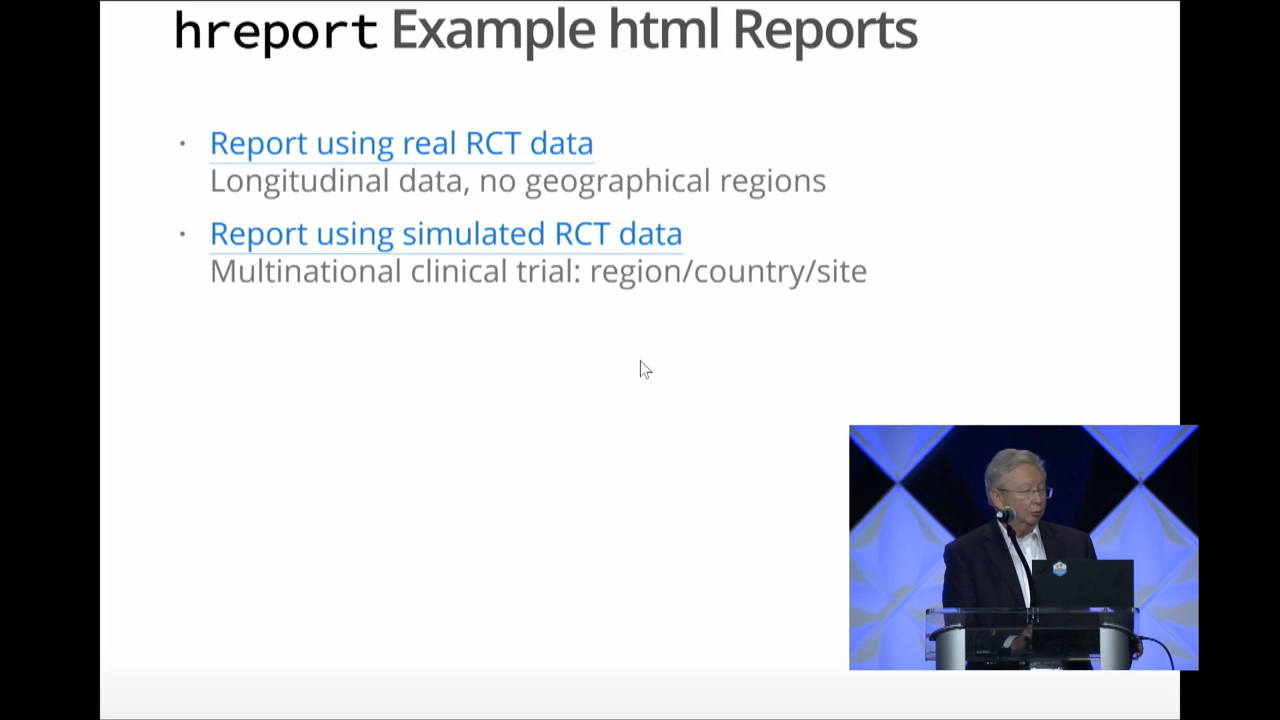 hreport Example html Reports
· Report using real RCT data
Longitudinal data, no geographical regions
· Report using simulated RCT data
Multinational clinical trial: region/country/site